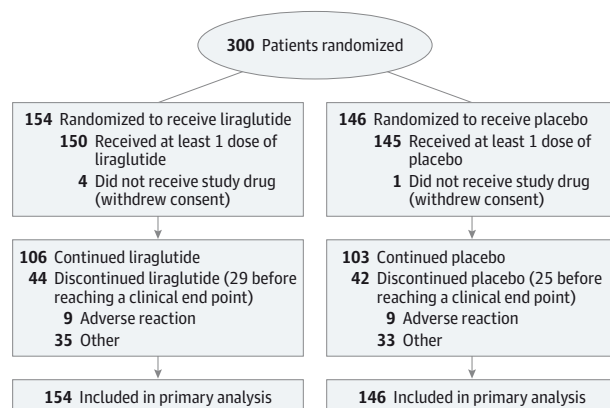 300 Patients randomized
154 Randomized to receive liraglutide
150 Received at least 1 dose of
liraglutide
4 Did not receive study drug
(withdrew consent)
146 Randomized to receive placebo
145 Received at least 1 dose of
placebo
1 Did not receive study drug
(withdrew consent)
106 Continued liraglutide
44 Discontinued liraglutide (29 before
reaching a clinical end point)
9 Adverse reaction
35 Other
103 Continued placebo
42 Discontinued placebo (25 before
reaching a clinical end point)
9 Adverse reaction
33 Other
154 Included in primary analysis
146 Included in primary analysis